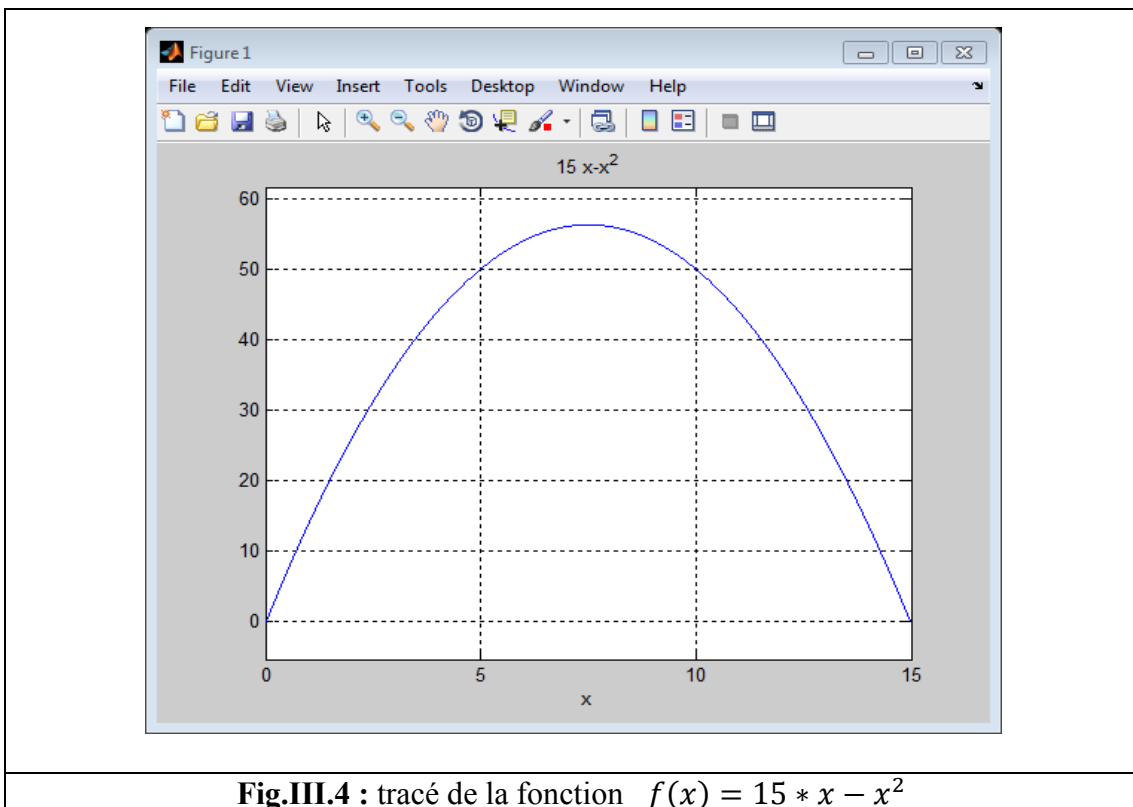 Figure 1
File Edit View Insert Tools Desktop Window Help
15 x-x²
60
50
40
30
20
10
0
0 5 10 15
x
Fig.III.4 : tracé de la fonction f(x) = 15 ∗ x − x²